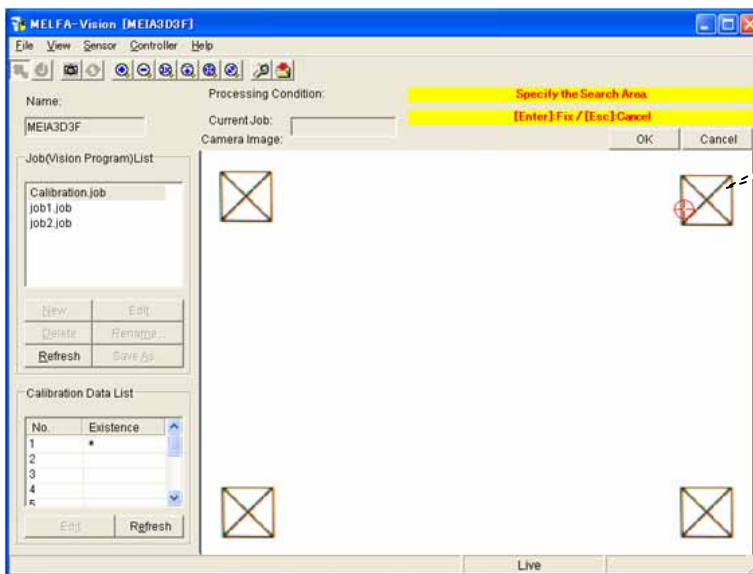 MELFA-Vision [MEIA3D3F]
File View Sensor Controller Help
Name:
MEIA3D3F
Processing Condition:
Current Job:
Camera Image:
Specify the Search Area.
[Enter]:Fix / [Esc]:Cancel
OK Cancel
Job(Vision Program)List
Calibration.job
job1.job
job2.job
New Edit
Delete Rename...
Refresh Save As
Calibration Data List
No. Existence
1 *
2
3
4
5
Edit Refresh
Live